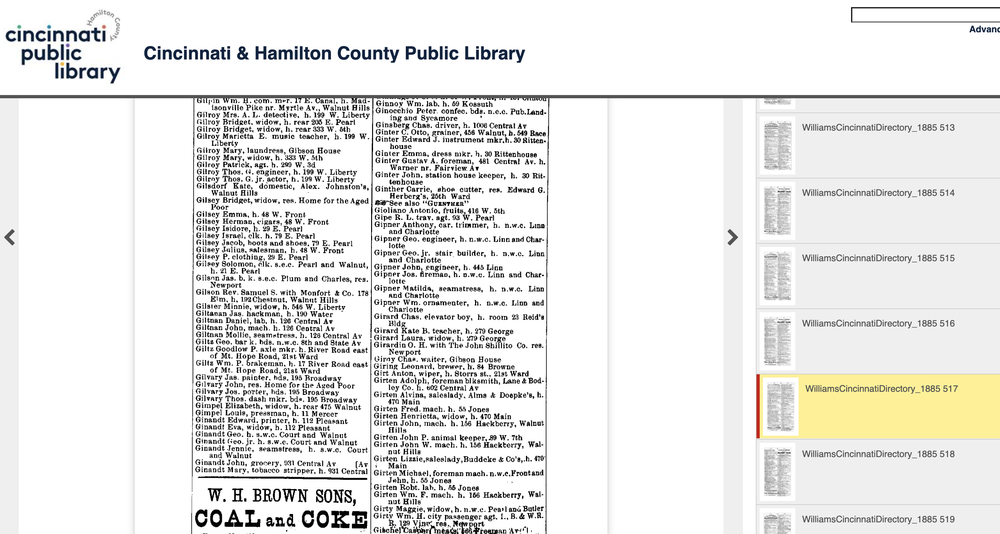 Hamilton County
cincinnati
public
library
Cincinnati & Hamilton County Public Library
Advanc
Gilpin Wm. H. com. mer. 17 E. Canal, h. Mad-
isonville Pike nr. Myrtle Av., Walnut Hills
Gilroy Mrs. A. L. detective, h. 199 W. Liberty
Gilroy Bridget, widow, h. rear 205 E. Pearl
Gilroy Bridget, widow, h. rear 333 W. 5th
Gilroy Marietta E. music teacher, h. 199 W.
Liberty
Gilroy Mary, laundress, Gibson House
Gilroy Mary, widow, h. 333 W. 5th
Gilroy Patrick, agt. h. 299 W. 3d
Gilroy Thos. G. engineer, h. 199 W. Liberty
Gilroy Thos. G. jr. actor, h. 199 W. Liberty
Gilsdorf Kate, domestic, Alex. Johnston's,
Walnut Hills
Gilsey Bridget, widow, res. Home for the Aged
Poor
Gilsey Emma, h. 48 W. Front
Gilsey Herman, cigars, 48 W. Front
Gilsey Isidore, h. 29 E. Pearl
Gilsey Israel, clk. h. 79 E. Pearl
Gilsey Jacob, boots and shoes, 79 E. Pearl
Gilsey Julius, salesman, h. 48 W. Front
Gilsey P. clothing, 29 E. Pearl
Gilsey Solomon, clk. s.e.c. Pearl and Walnut,
h. 21 E. Pearl
Gilson Jas. b. k. s.e.c. Plum and Charles, res.
Newport
Gilson Rev. Samuel S. with Monfort & Co. 178
Elm, h, 192 Chestnut, Walnut Hills
Gilster Minnie, widow, h. 546 W. Liberty
Giltanan Jas. hackman, h. 190 Water
Giltnan Daniel, lab, h. 126 Central Av
Giltnan John, mach. h. 126 Central Av
Giltnan Mollie, seamstress, h. 126 Central Av
Giltz Geo. bar k. bds. n.w.c. 8th and State Av
Giltz Goodlow P. axle mkr. h. River Road east
of Mt. Hope Road, 21st Ward
Giltz Wm. P. brakeman, h. 17 River Road east
of Mt. Hope Road, 21st Ward
Gilvary Jas. painter, bds. 195 Broadway
Gilvary John, res. Home for the Aged Poor
Gilvary Jos. porter, bds. 195 Broadway
Gilvary Thos. dash mkr. bds. 195 Broadway
Gimpel Elizabeth, widow, h. rear 475 Walnut
Gimpel Louis, pressman, h. 11 Mercer
Ginandt Edward, printer, h. 112 Pleasant
Ginandt Eva, widow, h. 112 Pleasant
Ginandt Geo. h. s.w.c. Court and Walnut
Ginandt Geo. jr. h. s.w.c. Court and Walnut
Ginandt Jennie, seamstress, h. s.w.c. Court
and Walnut
Ginandt John, grocery, 931 Central Av [Av
Ginandt Mary, tobacco stripper, h. 931 Central
W. H. BROWN SONS,
COAL and COKE
Ginnoy Wm. lab. h. 59 Kossuth
Ginocchio Peter. confec. bds. n.e.c. Pub. Land-
ing and Sycamore
Ginsberg Chas. driver, h. 1006 Central Av
Ginter C. Otto, grainer, 456 Walnut, h. 549 Race
Ginter Edward J. instrument mkr. h. 30 Ritten-
house
Ginter Emma, dress mkr. h. 30 Rittenhouse
Ginter Gustav A. foreman, 481 Central Av. h.
Warner nr. Fairview Av
Ginter John, station house keeper, h. 30 Rit-
tenhouse
Ginther Carrie, shoe cutter, res. Edward G.
Herberg's, 25th Ward
See also "GUENTHER"
Gioliano Antonio, fruits, 416 W. 5th
Gipe R. L. trav. agt. 93 W. Pearl
Gipner Anthony, car. trimmer, h. n.w.c. Linn
and Charlotte
Gipner Geo. engineer, h. n.w.c. Linn and Char-
lotte
Gipner Geo. jr. stair builder, h. n.w.c. Linn
and Charlotte
Gipner John, engineer, h. 445 Linn
Gipner Jos. fireman, h. n.w.c. Linn and Char-
lotte
Gipner Matilda, seamstress, h. n.w.c. Linn
and Charlotte
Gipner Wm. ornamenter, h. n.w.c. Linn and
Charlotte
Girard Chas. elevator boy, h. room 23 Reid's
Bldg
Girard Kate B. teacher, h. 279 George
Girard Laura, widow, h. 279 George
Girardin O. H. with The John Shillito Co. res.
Newport
Giray Chas. waiter, Gibson House
Giring Leonard, brewer, h. 84 Browne
Girt Anton, wiper, h. Storrs st., 21st Ward
Girten Adolph, foreman blksmith, Lane & Bod-
ley Co. h. 602 Central Av
Girten Alvina, saleslady, Alms & Doepke's, h.
470 Main
Girten Fred. mach. h. 55 Jones
Girten Henrietta, widow, h. 470 Main
Girten John, mach. h. 156 Hackberry, Walnut
Hills
Girten John P. animal keeper, 89 W. 7th
Girten John W. mach. h. 156 Hackberry, Wal-
nut Hills
Girten Lizzie, saleslady, Buddeke & Co's,.h. 470
Main
Girten Michael, foreman mach. n.w.c. Front and
John, h. 55 Jones
Girten Robt. lab. h. 55 Jones
Girten Wm. F. mach. h. 156 Hackberry, Wal-
nut Hills
Girty Maggie, widow, h. n.w.c. Pearl and Butler
Girty Wm. H. city passenger agt. I., B. & W. R.
R. 129 Vine, res. Newport
Gischel Casper, meats, 566 Freeman Av
WilliamsCincinnatiDirectory_1885 513
WilliamsCincinnatiDirectory_1885 514
WilliamsCincinnatiDirectory_1885 515
WilliamsCincinnatiDirectory_1885 516
WilliamsCincinnatiDirectory_1885 517
WilliamsCincinnatiDirectory_1885 518
WilliamsCincinnatiDirectory_1885 519